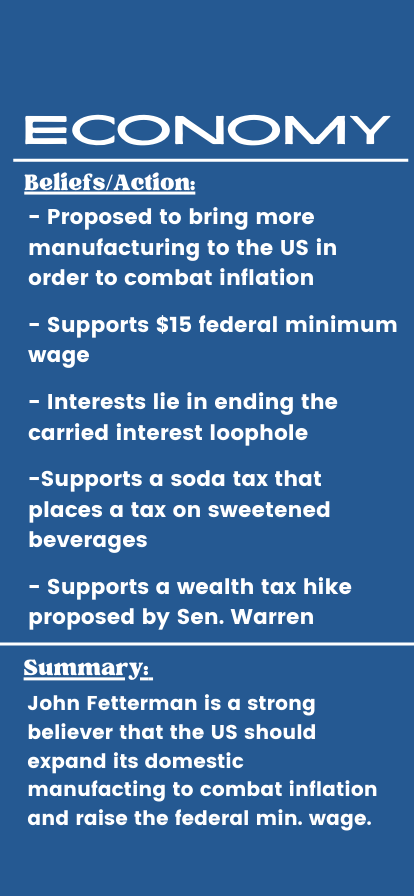 ECONOMY
Beliefs/Action:
- Proposed to bring more
manufacturing to the US in
order to combat inflation
- Supports $15 federal minimum
wage
- Interests lie in ending the
carried interest loophole
-Supports a soda tax that
places a tax on sweetened
beverages
- Supports a wealth tax hike
proposed by Sen. Warren
Summary:
John Fetterman is a strong
believer that the US should
expand its domestic
manufacting to combat inflation
and raise the federal min. wage.